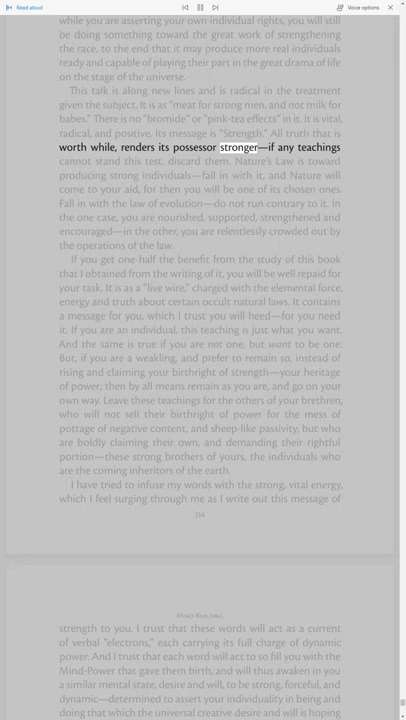 Read aloud
Voice options
while you are asserting your own individual rights, you will still
be doing something toward the great work of strengthening
the race, to the end that it may produce more real individuals
ready and capable of playing their part in the great drama of life
on the stage of the universe.
This talk is along new lines and is radical in the treatment
given the subject. It is as “meat for strong men, and not milk for
babes.” There is no “bromide” or “pink-tea effects” in it. It is vital,
radical, and positive. Its message is “Strength.” All truth that is
worth while, renders its possessor stronger—if any teachings
cannot stand this test, discard them. Nature’s Law is toward
producing strong individuals—fall in with it, and Nature will
come to your aid, for then you will be one of its chosen ones.
Fall in with the law of evolution—do not run contrary to it. In
the one case, you are nourished, supported, strengthened and
encouraged—in the other, you are relentlessly crowded out by
the operations of the law.
If you get one-half the benefit from the study of this book
that I obtained from the writing of it, you will be well repaid for
your task. It is as a “live wire,” charged with the elemental force,
energy and truth about certain occult natural laws. It contains
a message for you, which I trust you will heed—for you need
it. If you are an individual, this teaching is just what you want.
And the same is true if you are not one, but want to be one.
But, if you are a weakling, and prefer to remain so, instead of
rising and claiming your birthright of strength—your heritage
of power; then by all means remain as you are, and go on your
own way. Leave these teachings for the others of your brethren,
who will not sell their birthright of power for the mess of
pottage of negative content, and sheep-like passivity, but who
are boldly claiming their own, and demanding their rightful
portion—these strong brothers of yours, the individuals who
are the coming inheritors of the earth.
I have tried to infuse my words with the strong, vital energy,
which I feel surging through me as I write out this message of
354
Mind-Building.
strength to you. I trust that these words will act as a current
of verbal “electrons,” each carrying its full charge of dynamic
power. And I trust that each word will act to so fill you with the
Mind-Power that gave them birth, and will thus awaken in you
a similar mental state, desire and will, to be strong, forceful, and
dynamic—determined to assert your individuality in being and
doing that which the universal creative desire and will is hoping